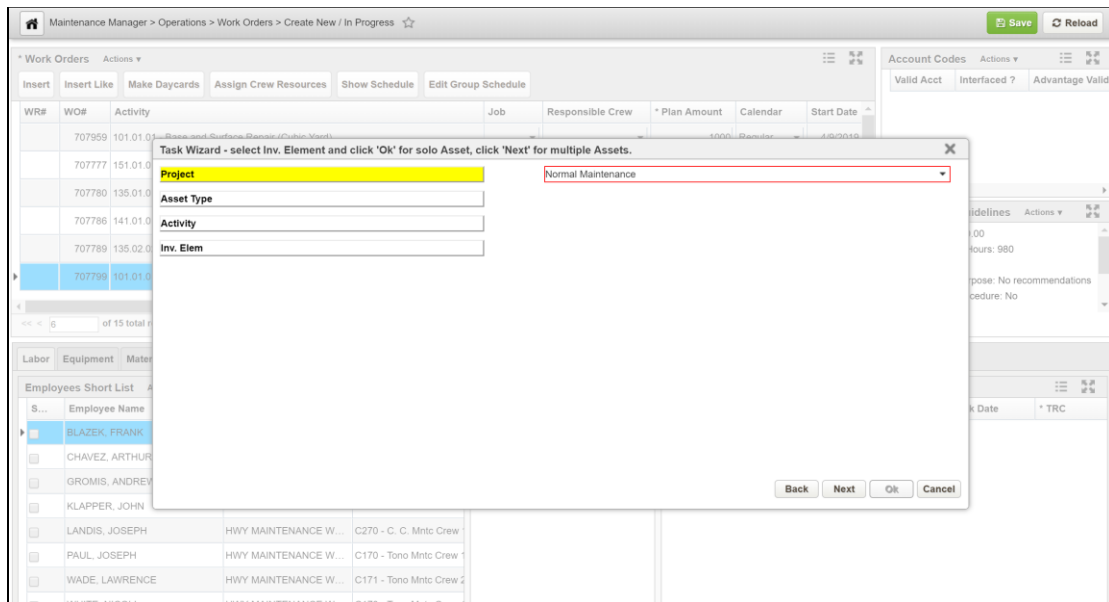 Maintenance Manager > Operations > Work Orders > Create New / In Progress
Save
Reload
* Work Orders Actions
Insert Insert Like Make Daycards Assign Crew Resources Show Schedule Edit Group Schedule
WR# WO# Activity Job Responsible Crew * Plan Amount Calendar Start Date
707959 101.01.01 - Base and Surface Repair (Cubic Yard) 1000 Regular 4/9/2019
707777 151.01.0
707780 135.01.0
707786 141.01.0
707789 135.02.0
707799 101.01.0
<< < 6 of 15 total r
Account Codes Actions
Valid Acct Interfaced ? Advantage Valid
idelines Actions
.00
Hours: 980
rpose: No recommendations
cedure: No
Task Wizard - select Inv. Element and click 'Ok' for solo Asset, click 'Next' for multiple Assets.
Project Normal Maintenance
Asset Type
Activity
Inv. Elem
Back Next Ok Cancel
Labor Equipment Mater
Employees Short List A
S... Employee Name k Date * TRC
BLAZEK, FRANK
CHAVEZ, ARTHUR
GROMIS, ANDREW
KLAPPER, JOHN
LANDIS, JOSEPH HWY MAINTENANCE W... C270 - C. C. Mntc Crew
PAUL, JOSEPH HWY MAINTENANCE W... C170 - Tono Mntc Crew 1
WADE, LAWRENCE HWY MAINTENANCE W... C171 - Tono Mntc Crew 2